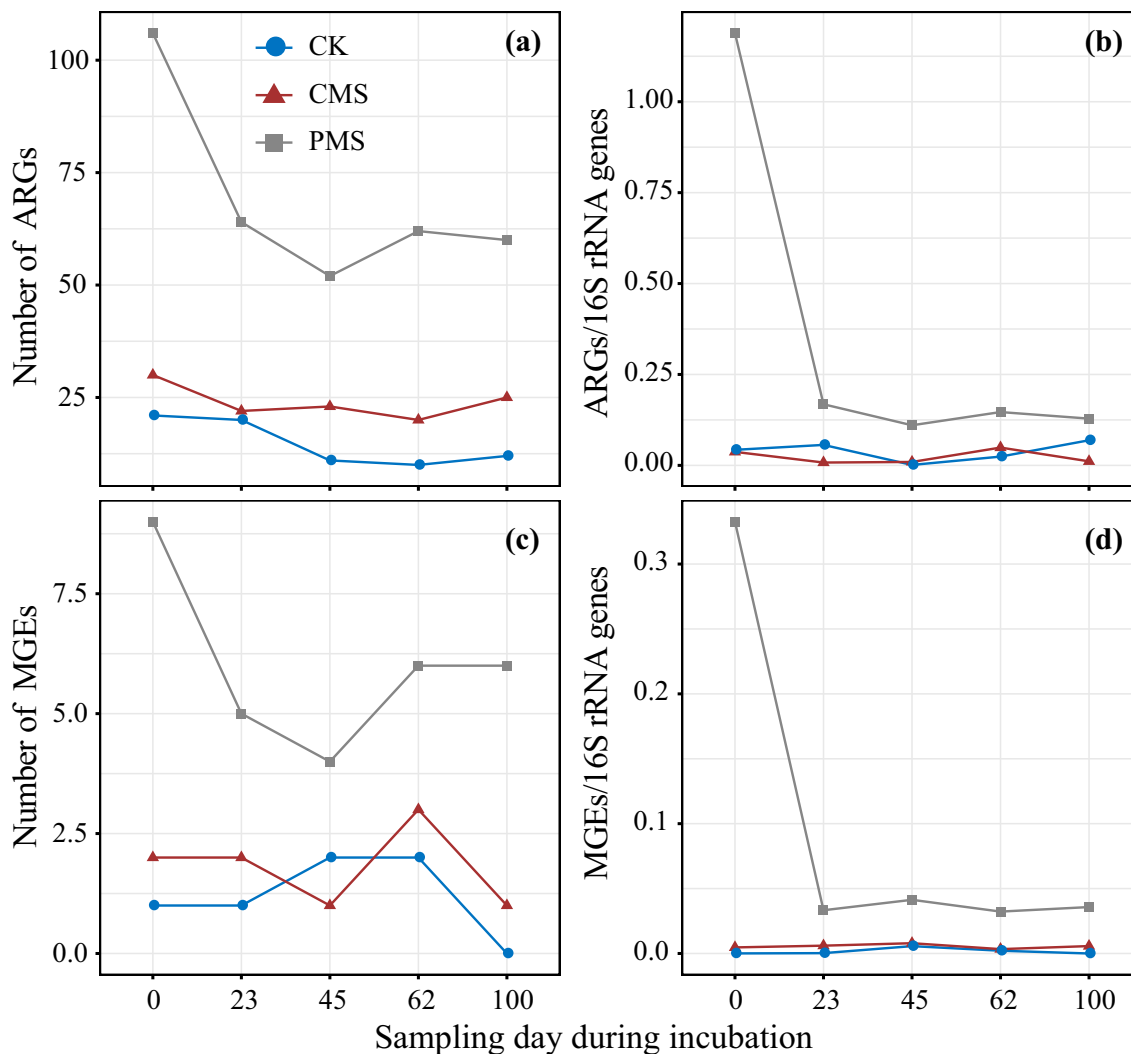 (a)
CK
CMS
PMS
Number of ARGs
100
75
50
25
(b)
ARGs/16S rRNA genes
1.00
0.75
0.50
0.25
0.00
(c)
Number of MGEs
7.5
5.0
2.5
0.0
0 23 45 62 100
(d)
MGEs/16S rRNA genes
0.3
0.2
0.1
0.0
0 23 45 62 100
Sampling day during incubation